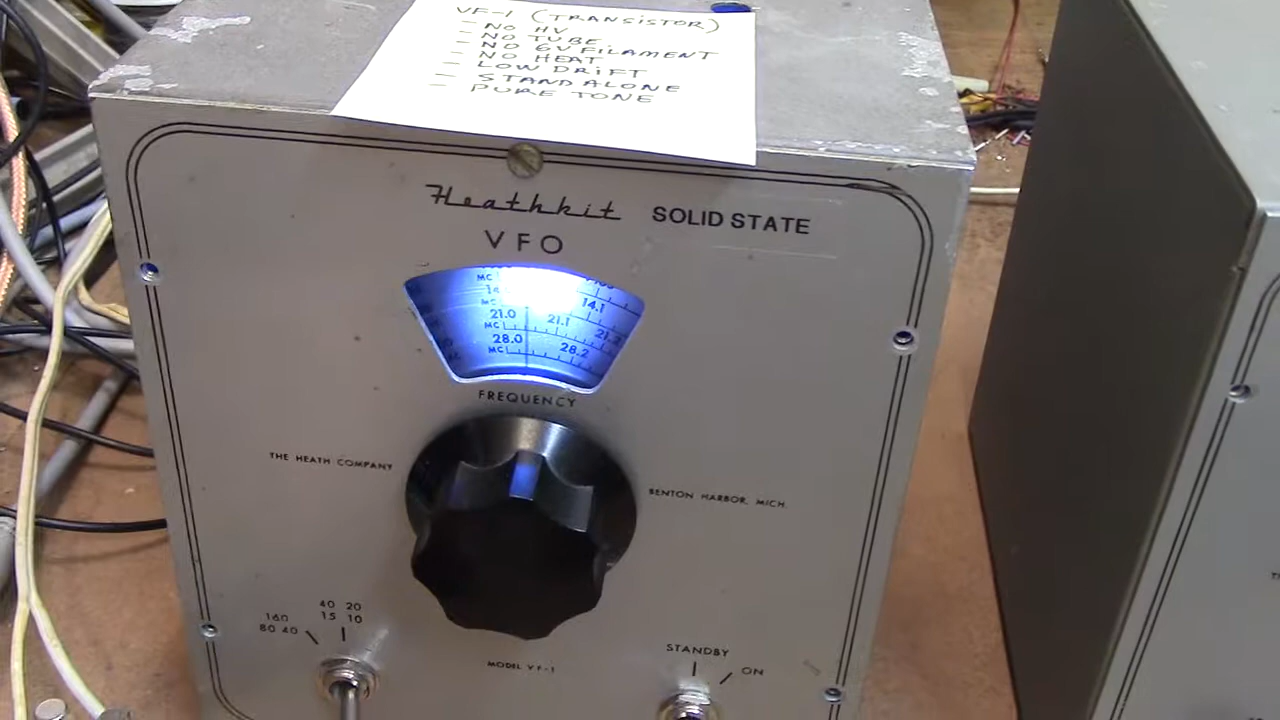 VF-1 (TRANSISTOR)
- NO HV
- NO TUBE
- NO 6V FILAMENT
- NO HEAT
- LOW DRIFT
- STAND ALONE
- PURE TONE
Heathkit SOLID STATE
VFO
MC
14.1
MC
21.0 21.1 21.2
MC
28.0 28.2
MC
FREQUENCY
THE HEATH COMPANY
BENTON HARBOR, MICH.
40 20
160 15 10
80 40
STANDBY
ON
MODEL VF-1